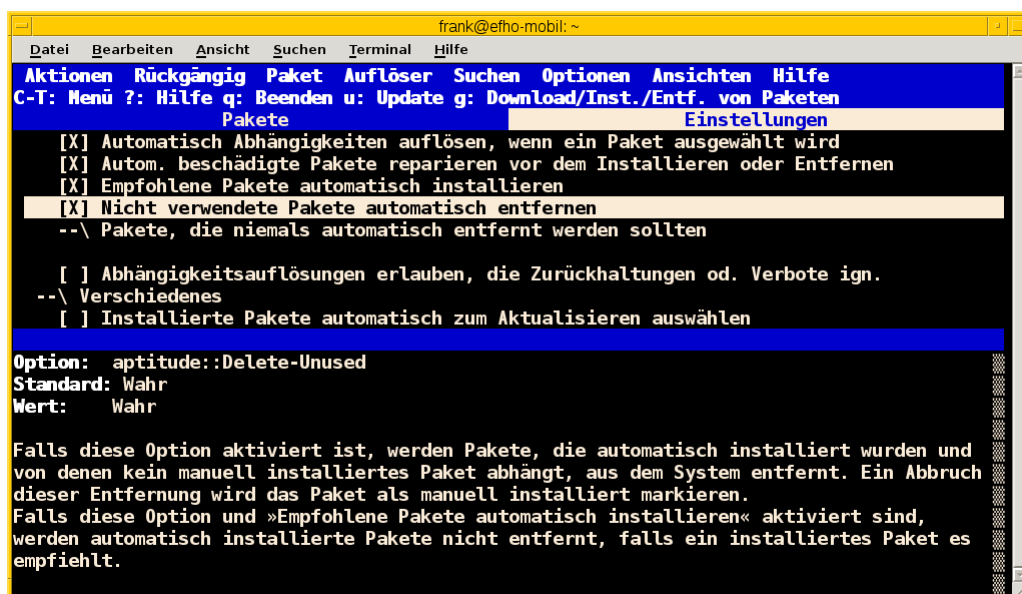 frank@efho-mobil: ~
Datei Bearbeiten Ansicht Suchen Terminal Hilfe
Aktionen Rückgängig Paket Auflöser Suchen Optionen Ansichten Hilfe
C-T: Menü ?: Hilfe q: Beenden u: Update g: Download/Inst./Entf. von Paketen
Pakete Einstellungen
[X] Automatisch Abhängigkeiten auflösen, wenn ein Paket ausgewählt wird
[X] Autom. beschädigte Pakete reparieren vor dem Installieren oder Entfernen
[X] Empfohlene Pakete automatisch installieren
[X] Nicht verwendete Pakete automatisch entfernen
--\ Pakete, die niemals automatisch entfernt werden sollten
[ ] Abhängigkeitsauflösungen erlauben, die Zurückhaltungen od. Verbote ign.
--\ Verschiedenes
[ ] Installierte Pakete automatisch zum Aktualisieren auswählen
Option: aptitude::Delete-Unused
Standard: Wahr
Wert: Wahr
Falls diese Option aktiviert ist, werden Pakete, die automatisch installiert wurden und
von denen kein manuell installiertes Paket abhängt, aus dem System entfernt. Ein Abbruch
dieser Entfernung wird das Paket als manuell installiert markieren.
Falls diese Option und »Empfohlene Pakete automatisch installieren« aktiviert sind,
werden automatisch installierte Pakete nicht entfernt, falls ein installiertes Paket es
empfiehlt.